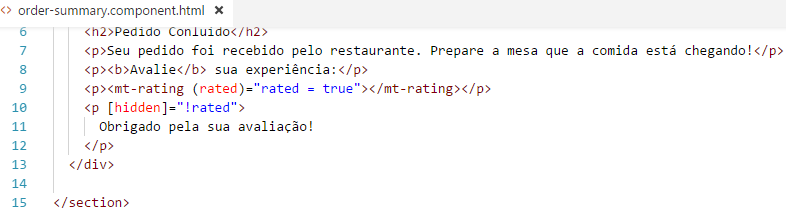 <> order-summary.component.html ×
6 <h2>Pedido Conluído</h2>
7 <p>Seu pedido foi recebido pelo restaurante. Prepare a mesa que a comida está chegando!</p>
8 <p><b>Avalie</b> sua experiência:</p>
9 <p><mt-rating (rated)="rated = true"></mt-rating></p>
10 <p [hidden]="!rated">
11 Obrigado pela sua avaliação!
12 </p>
13 </div>
14
15 </section>